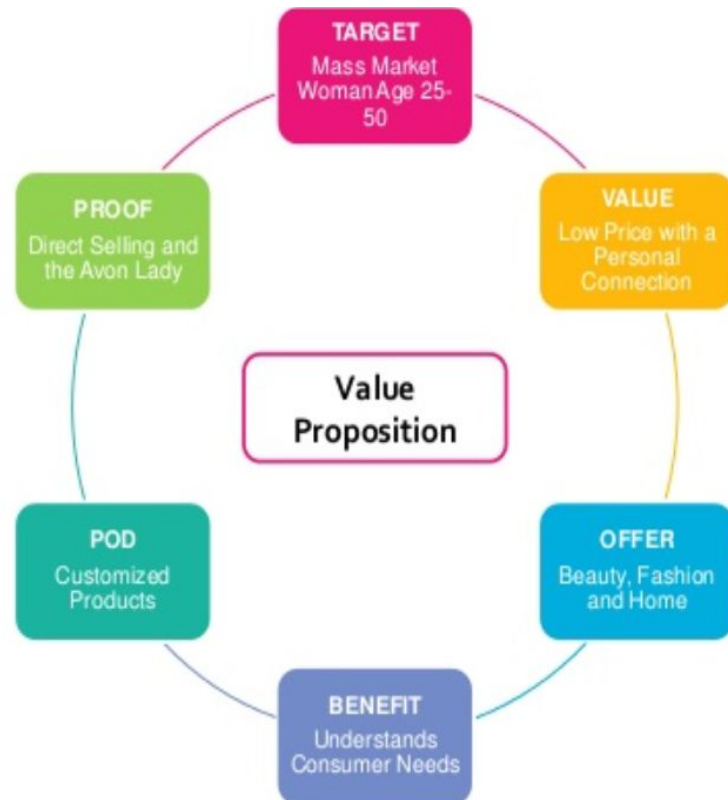 TARGET
Mass Market
Woman Age 25-
50
VALUE
Low Price with a
Personal
Connection
OFFER
Beauty, Fashion
and Home
BENEFIT
Understands
Consumer Needs
POD
Customized
Products
PROOF
Direct Selling and
the Avon Lady
Value
Proposition